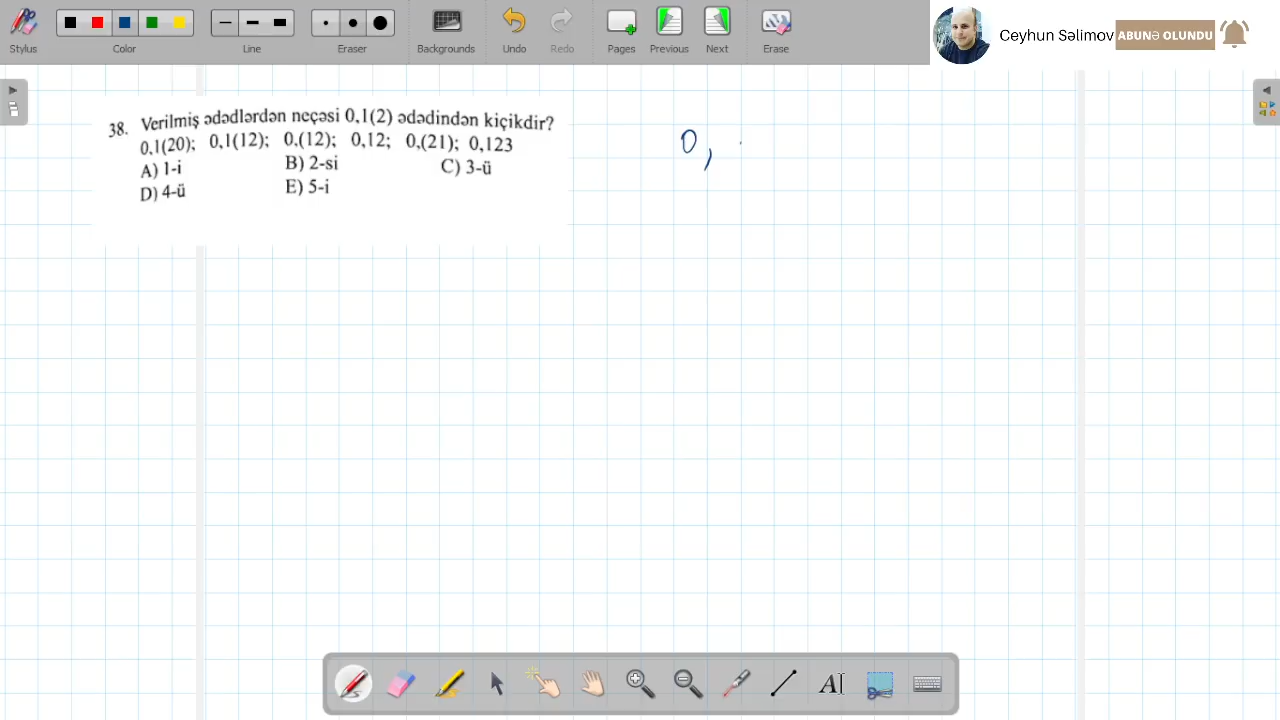 Stylus Color Line Eraser Backgrounds Undo Redo Pages Previous Next Erase
Ceyhun Səlimov ABUNƏ OLUNDU
38. Verilmiş ədədlərdən neçəsi 0,1(2) ədədindən kiçikdir?
0,1(20); 0,1(12); 0,(12); 0,12; 0,(21); 0,123
A) 1-i B) 2-si C) 3-ü
D) 4-ü E) 5-i
0,